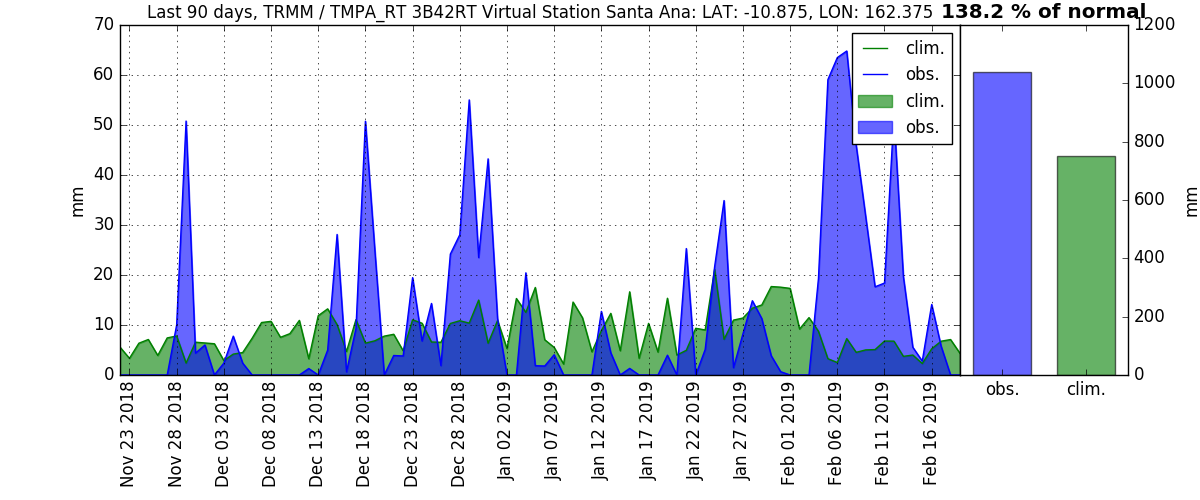 Last 90 days, TRMM / TMPA_RT 3B42RT Virtual Station Santa Ana: LAT: -10.875, LON: 162.375 138.2 % of normal
70
60
50
40
30
20
10
0
mm
clim.
obs.
clim.
obs.
Nov 23 2018
Nov 28 2018
Dec 03 2018
Dec 08 2018
Dec 13 2018
Dec 18 2018
Dec 23 2018
Dec 28 2018
Jan 02 2019
Jan 07 2019
Jan 12 2019
Jan 17 2019
Jan 22 2019
Jan 27 2019
Feb 01 2019
Feb 06 2019
Feb 11 2019
Feb 16 2019
1200
1000
800
600
400
200
0
mm
obs. clim.